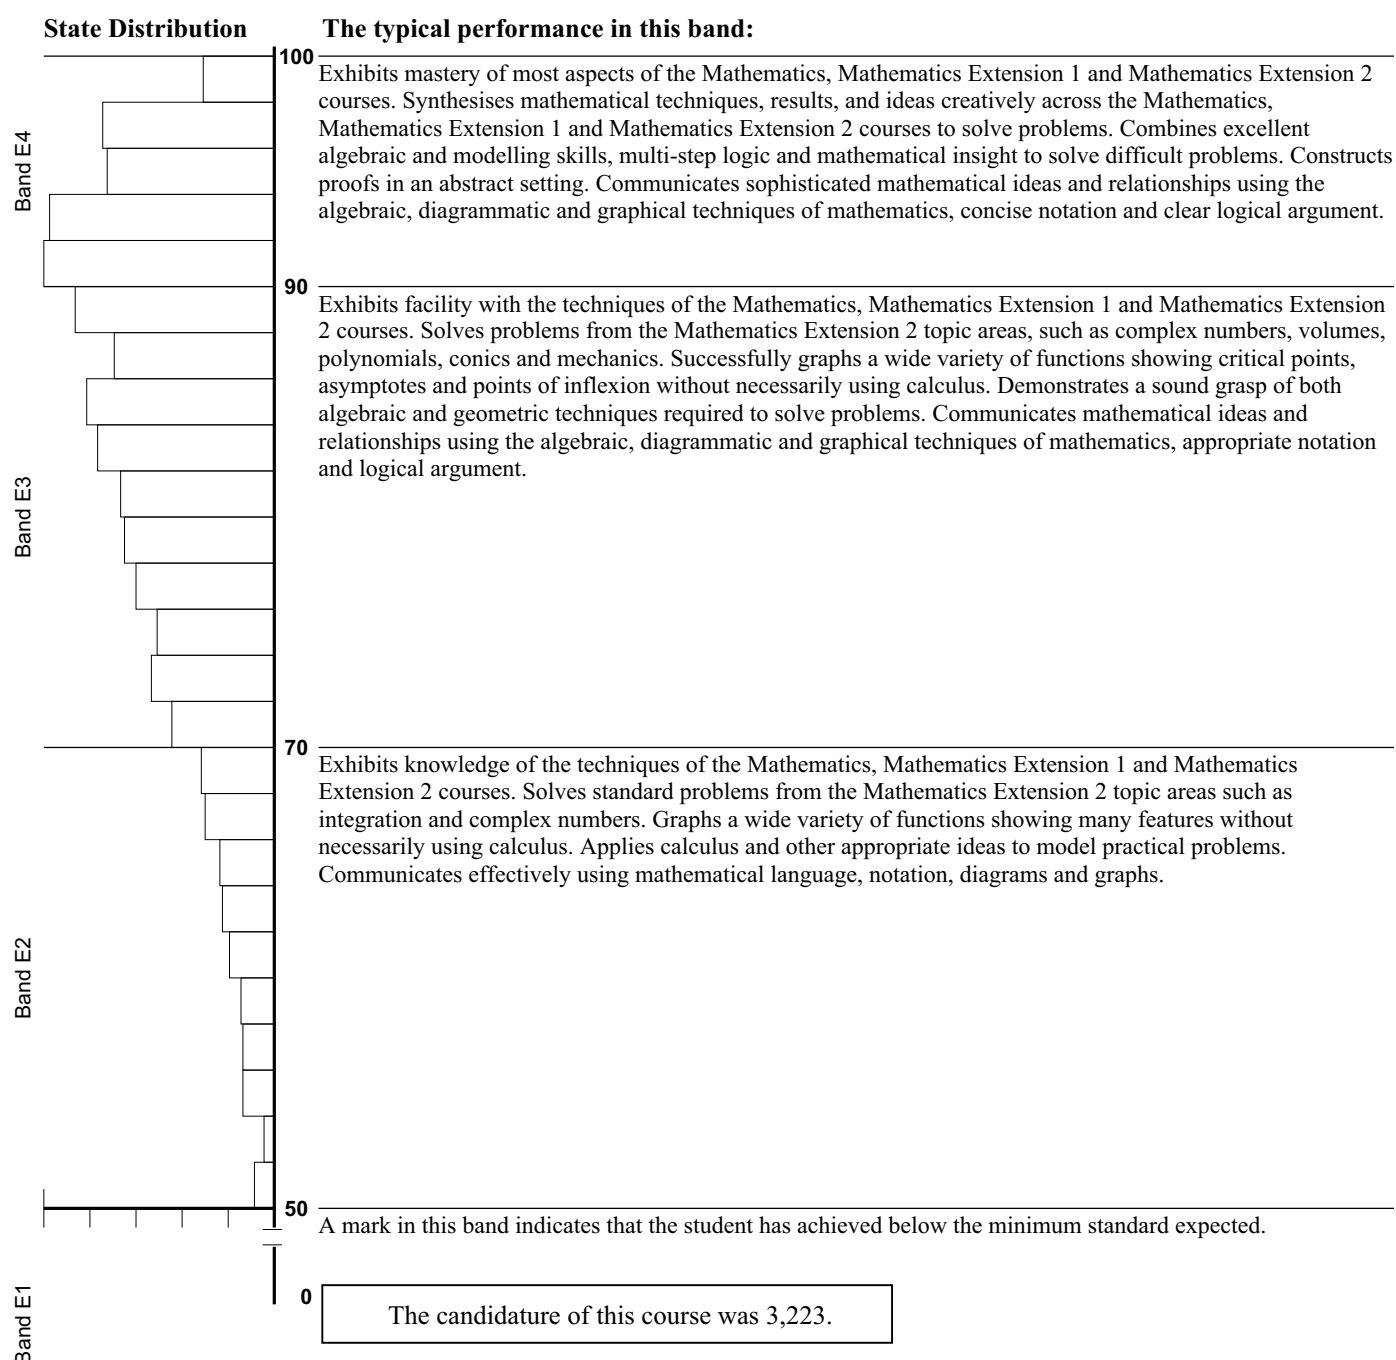 State Distribution
The typical performance in this band:
100
Exhibits mastery of most aspects of the Mathematics, Mathematics Extension 1 and Mathematics Extension 2
courses. Synthesises mathematical techniques, results, and ideas creatively across the Mathematics,
Mathematics Extension 1 and Mathematics Extension 2 courses to solve problems. Combines excellent
algebraic and modelling skills, multi-step logic and mathematical insight to solve difficult problems. Constructs
proofs in an abstract setting. Communicates sophisticated mathematical ideas and relationships using the
algebraic, diagrammatic and graphical techniques of mathematics, concise notation and clear logical argument.
Band E4
90
Exhibits facility with the techniques of the Mathematics, Mathematics Extension 1 and Mathematics Extension
2 courses. Solves problems from the Mathematics Extension 2 topic areas, such as complex numbers, volumes,
polynomials, conics and mechanics. Successfully graphs a wide variety of functions showing critical points,
asymptotes and points of inflexion without necessarily using calculus. Demonstrates a sound grasp of both
algebraic and geometric techniques required to solve problems. Communicates mathematical ideas and
relationships using the algebraic, diagrammatic and graphical techniques of mathematics, appropriate notation
and logical argument.
Band E3
70
Exhibits knowledge of the techniques of the Mathematics, Mathematics Extension 1 and Mathematics
Extension 2 courses. Solves standard problems from the Mathematics Extension 2 topic areas such as
integration and complex numbers. Graphs a wide variety of functions showing many features without
necessarily using calculus. Applies calculus and other appropriate ideas to model practical problems.
Communicates effectively using mathematical language, notation, diagrams and graphs.
Band E2
50
A mark in this band indicates that the student has achieved below the minimum standard expected.
Band E1
0
The candidature of this course was 3,223.